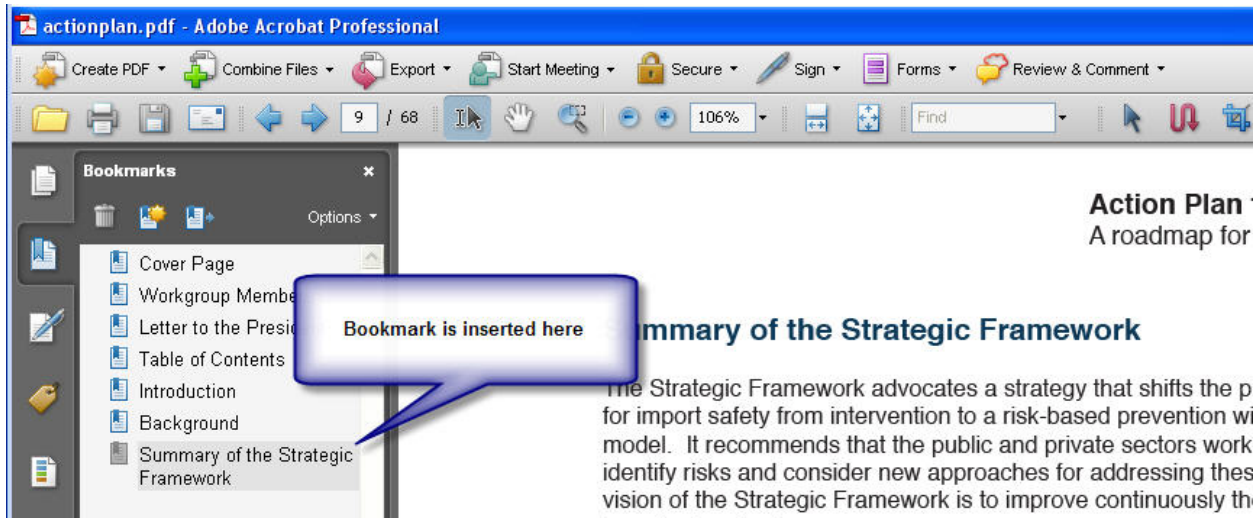 actionplan.pdf - Adobe Acrobat Professional
Create PDF Combine Files Export Start Meeting Secure Sign Forms Review & Comment
9 / 68 106% Find
Bookmarks
Options
Action Plan
A roadmap for
Cover Page
Workgroup Membe
Letter to the Presi
Table of Contents
Introduction
Background
Summary of the Strategic
Framework
Bookmark is inserted here
ummary of the Strategic Framework
The Strategic Framework advocates a strategy that shifts the p
for import safety from intervention to a risk-based prevention wi
model. It recommends that the public and private sectors work
identify risks and consider new approaches for addressing thes
vision of the Strategic Framework is to improve continuously the